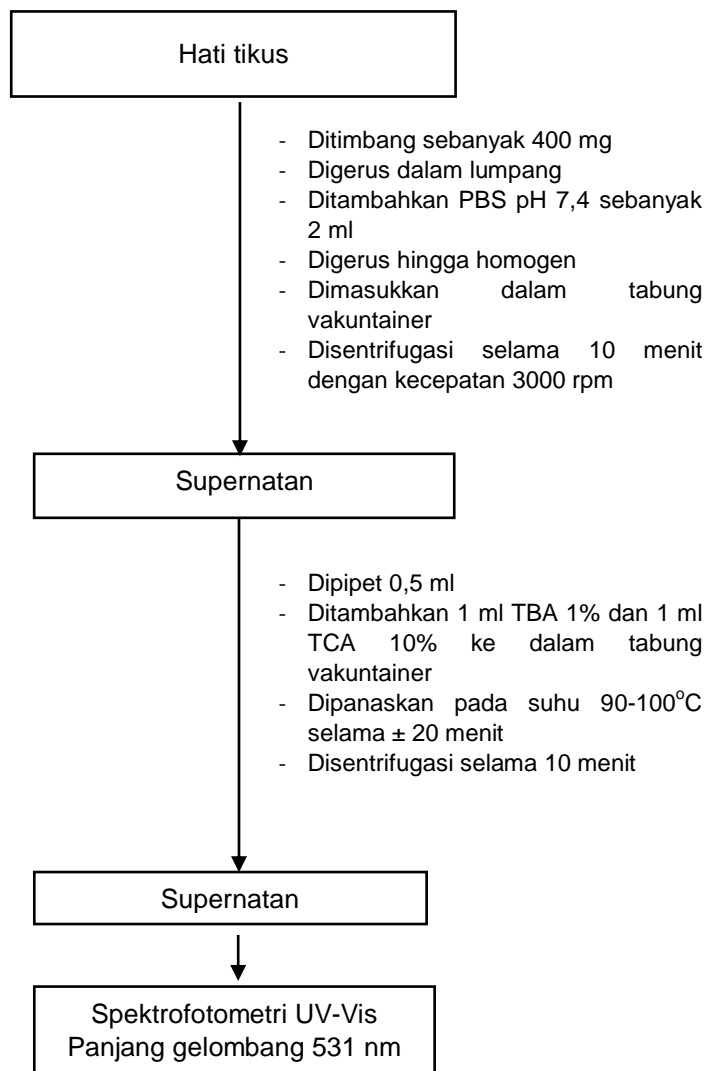 Hati tikus
- Ditimbang sebanyak 400 mg
- Digerus dalam lumpang
- Ditambahkan PBS pH 7,4 sebanyak
2 ml
- Digerus hingga homogen
- Dimasukkan dalam tabung
vakuntainer
- Disentrifugasi selama 10 menit
dengan kecepatan 3000 rpm
Supernatan
- Dipipet 0,5 ml
- Ditambahkan 1 ml TBA 1% dan 1 ml
TCA 10% ke dalam tabung
vakuntainer
- Dipanaskan pada suhu 90-100°C
selama ± 20 menit
- Disentrifugasi selama 10 menit
Supernatan
Spektrofotometri UV-Vis
Panjang gelombang 531 nm